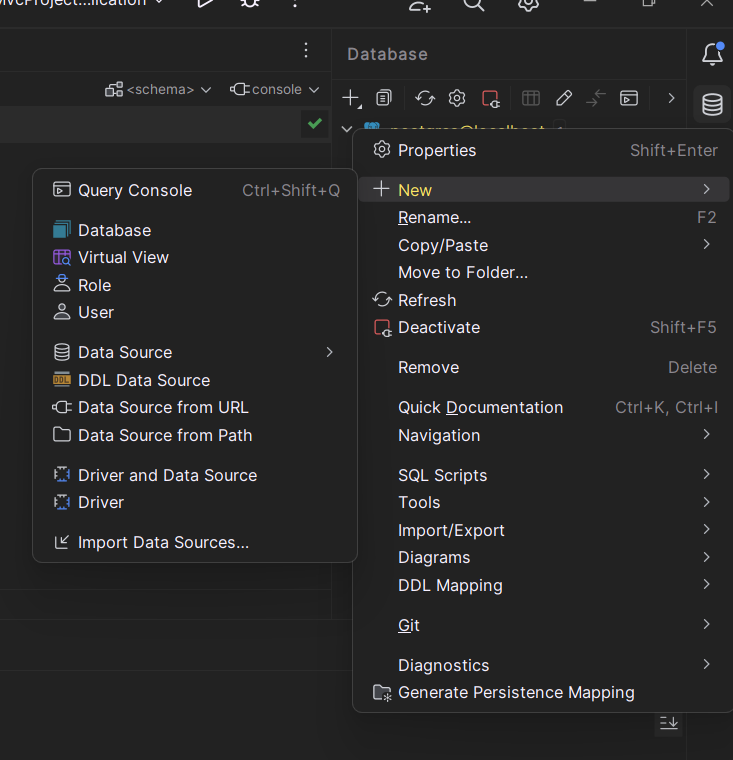 MvcProject...lication
Database
<schema>
console
postgres@localhost
Properties Shift+Enter
New
Rename... F2
Copy/Paste
Move to Folder...
Refresh
Deactivate Shift+F5
Remove Delete
Quick Documentation Ctrl+K, Ctrl+I
Navigation
SQL Scripts
Tools
Import/Export
Diagrams
DDL Mapping
Git
Diagnostics
Generate Persistence Mapping
Query Console Ctrl+Shift+Q
Database
Virtual View
Role
User
Data Source
DDL DDL Data Source
Data Source from URL
Data Source from Path
Driver and Data Source
Driver
Import Data Sources...